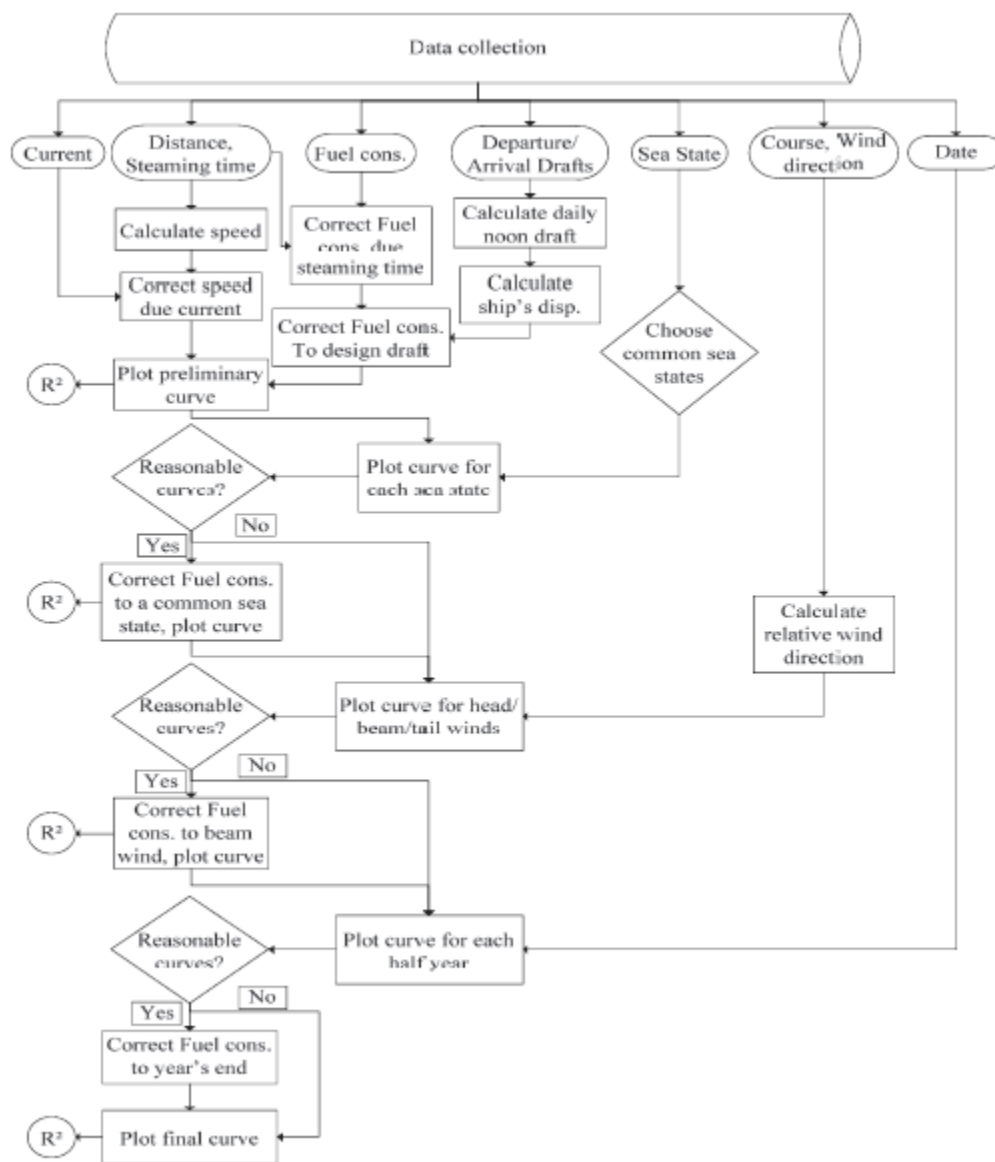 Data collection
Current
Distance,
Steaming time
Fuel cons.
Departure/
Arrival Drafts
Sea State
Course, Wind
direction
Date
Calculate speed
Correct Fuel
cons. due
steaming time
Calculate daily
noon draft
Correct speed
due current
Calculate
ship's disp.
Correct Fuel cons.
To design draft
Choose
common sea
states
R²
Plot preliminary
curve
Reasonable
curves?
Plot curve for
each sea state
No
Yes
R²
Correct Fuel cons.
to a common sea
state, plot curve
Calculate
relative wind
direction
Reasonable
curves?
Plot curve for head/
beam/tail winds
No
Yes
R²
Correct Fuel
cons. to beam
wind, plot curve
Reasonable
curves?
Plot curve for each
half year
No
Yes
Correct Fuel cons.
to year's end
R²
Plot final curve